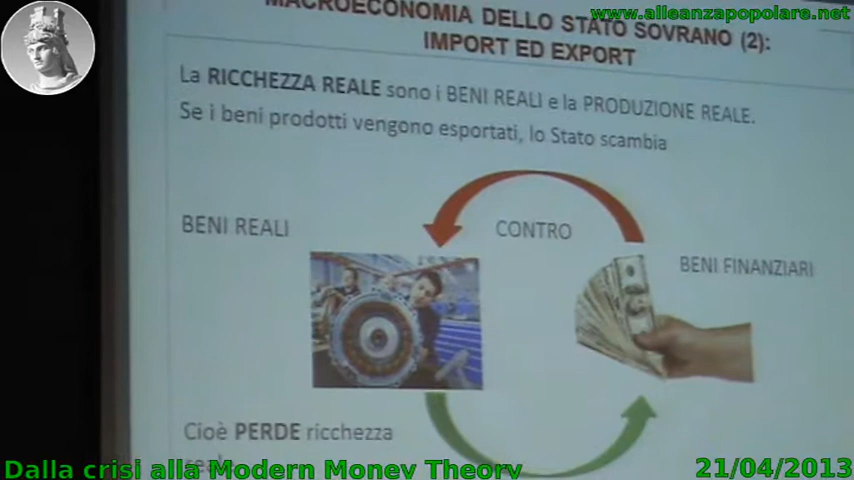 www.alleanzapopolare.net
MACROECONOMIA DELLO STATO SOVRANO (2):
IMPORT ED EXPORT
La RICCHEZZA REALE sono i BENI REALI e la PRODUZIONE REALE.
Se i beni prodotti vengono esportati, lo Stato scambia
BENI REALI
CONTRO
BENI FINANZIARI
Cioè PERDE ricchezza
Dalla crisi alla Modern Money Theory
21/04/2013